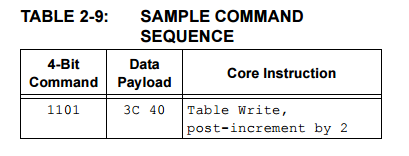 TABLE 2-9: SAMPLE COMMAND
SEQUENCE
4-Bit
Command
Data
Payload
Core Instruction
1101
3C 40
Table Write,
post-increment by 2